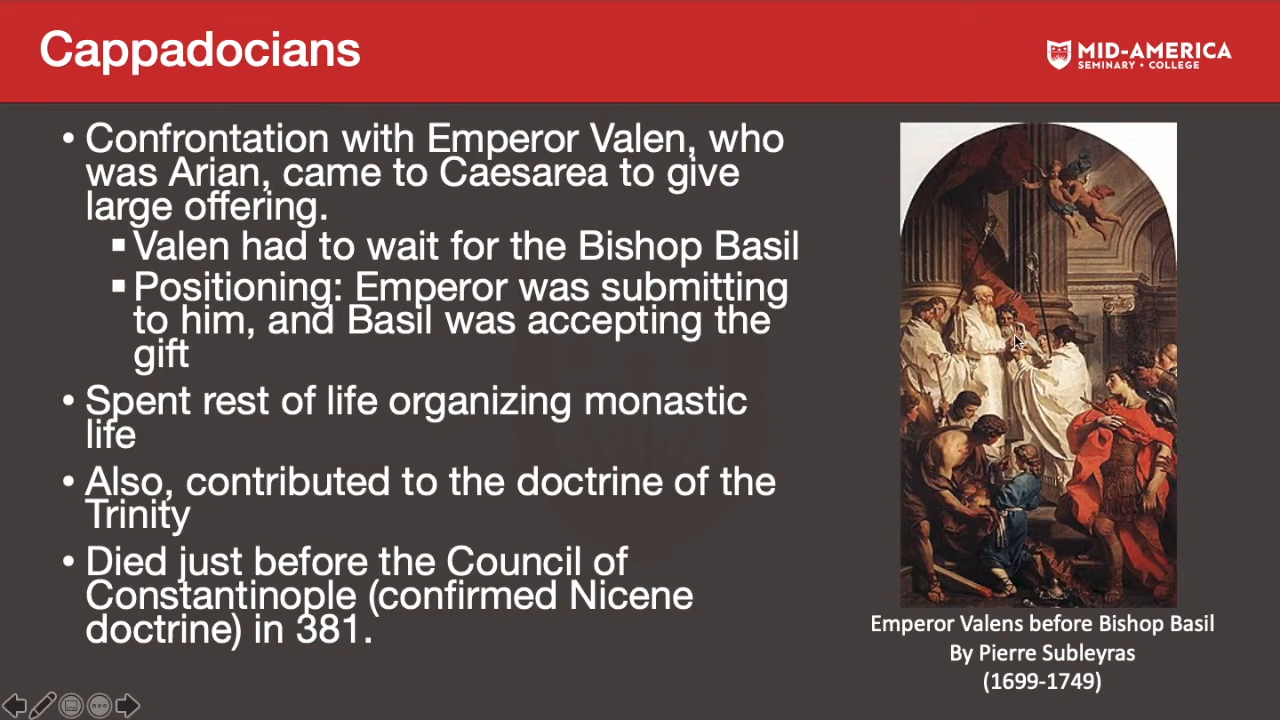 Cappadocians
MID-AMERICA
SEMINARY • COLLEGE
• Confrontation with Emperor Valen, who
was Arian, came to Caesarea to give
large offering.
▪ Valen had to wait for the Bishop Basil
▪ Positioning: Emperor was submitting
to him, and Basil was accepting the
gift
• Spent rest of life organizing monastic
life
• Also, contributed to the doctrine of the
Trinity
• Died just before the Council of
Constantinople (confirmed Nicene
doctrine) in 381.
Emperor Valens before Bishop Basil
By Pierre Subleyras
(1699-1749)